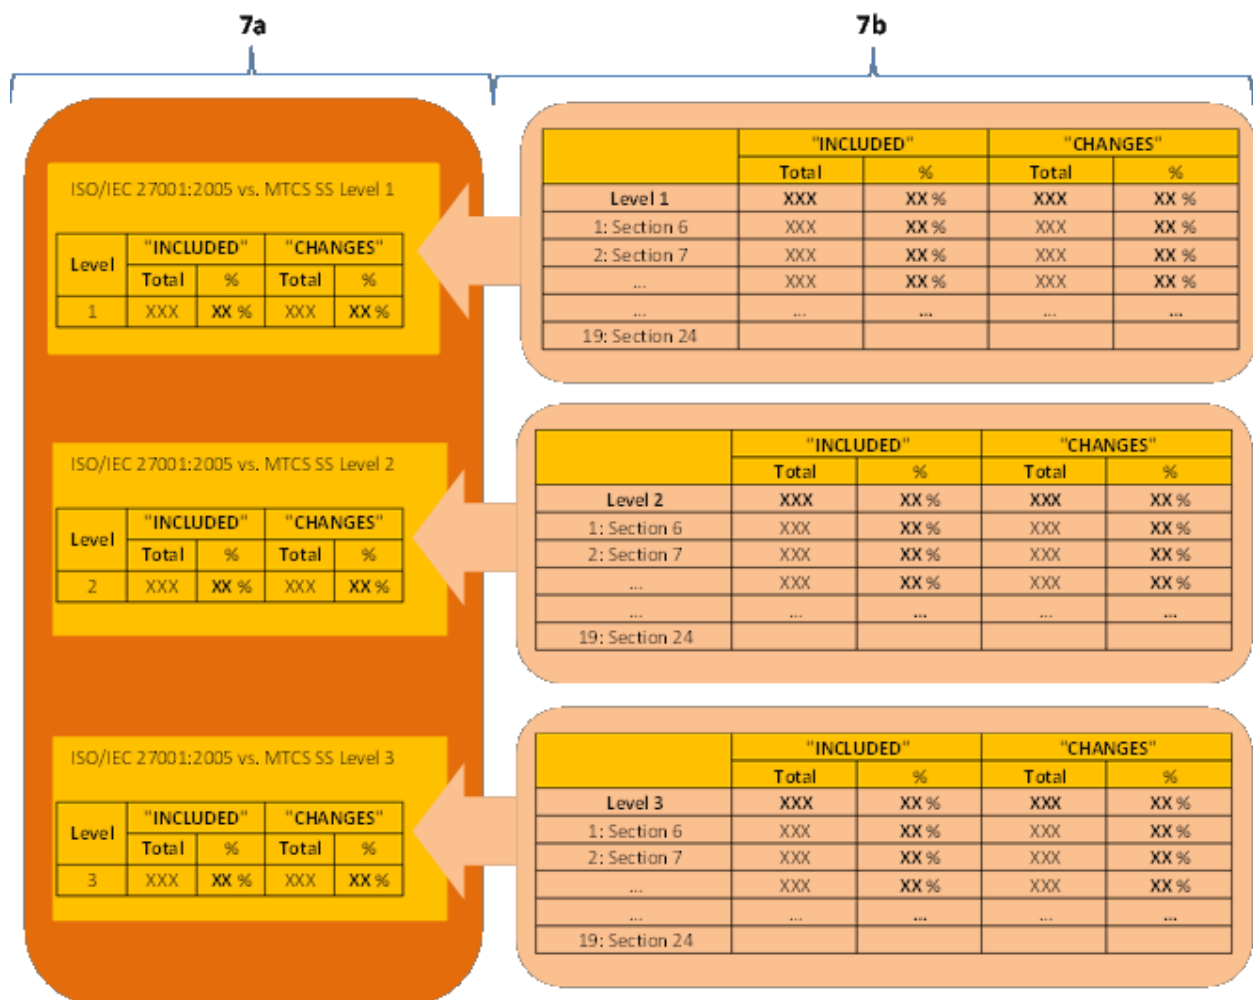 7a 7b
ISO/IEC 27001:2005 vs. MTCS SS Level 1
Level "INCLUDED" "CHANGES"
Total % Total %
1 XXX XX % XXX XX %
"INCLUDED" "CHANGES"
Total % Total %
Level 1 XXX XX % XXX XX %
1: Section 6 XXX XX % XXX XX %
2: Section 7 XXX XX % XXX XX %
... XXX XX % XXX XX %
... ... ... ... ...
19: Section 24
ISO/IEC 27001:2005 vs. MTCS SS Level 2
Level "INCLUDED" "CHANGES"
Total % Total %
2 XXX XX % XXX XX %
"INCLUDED" "CHANGES"
Total % Total %
Level 2 XXX XX % XXX XX %
1: Section 6 XXX XX % XXX XX %
2: Section 7 XXX XX % XXX XX %
... XXX XX % XXX XX %
... ... ... ... ...
19: Section 24
ISO/IEC 27001:2005 vs. MTCS SS Level 3
Level "INCLUDED" "CHANGES"
Total % Total %
3 XXX XX % XXX XX %
"INCLUDED" "CHANGES"
Total % Total %
Level 3 XXX XX % XXX XX %
1: Section 6 XXX XX % XXX XX %
2: Section 7 XXX XX % XXX XX %
... XXX XX % XXX XX %
... ... ... ... ...
19: Section 24